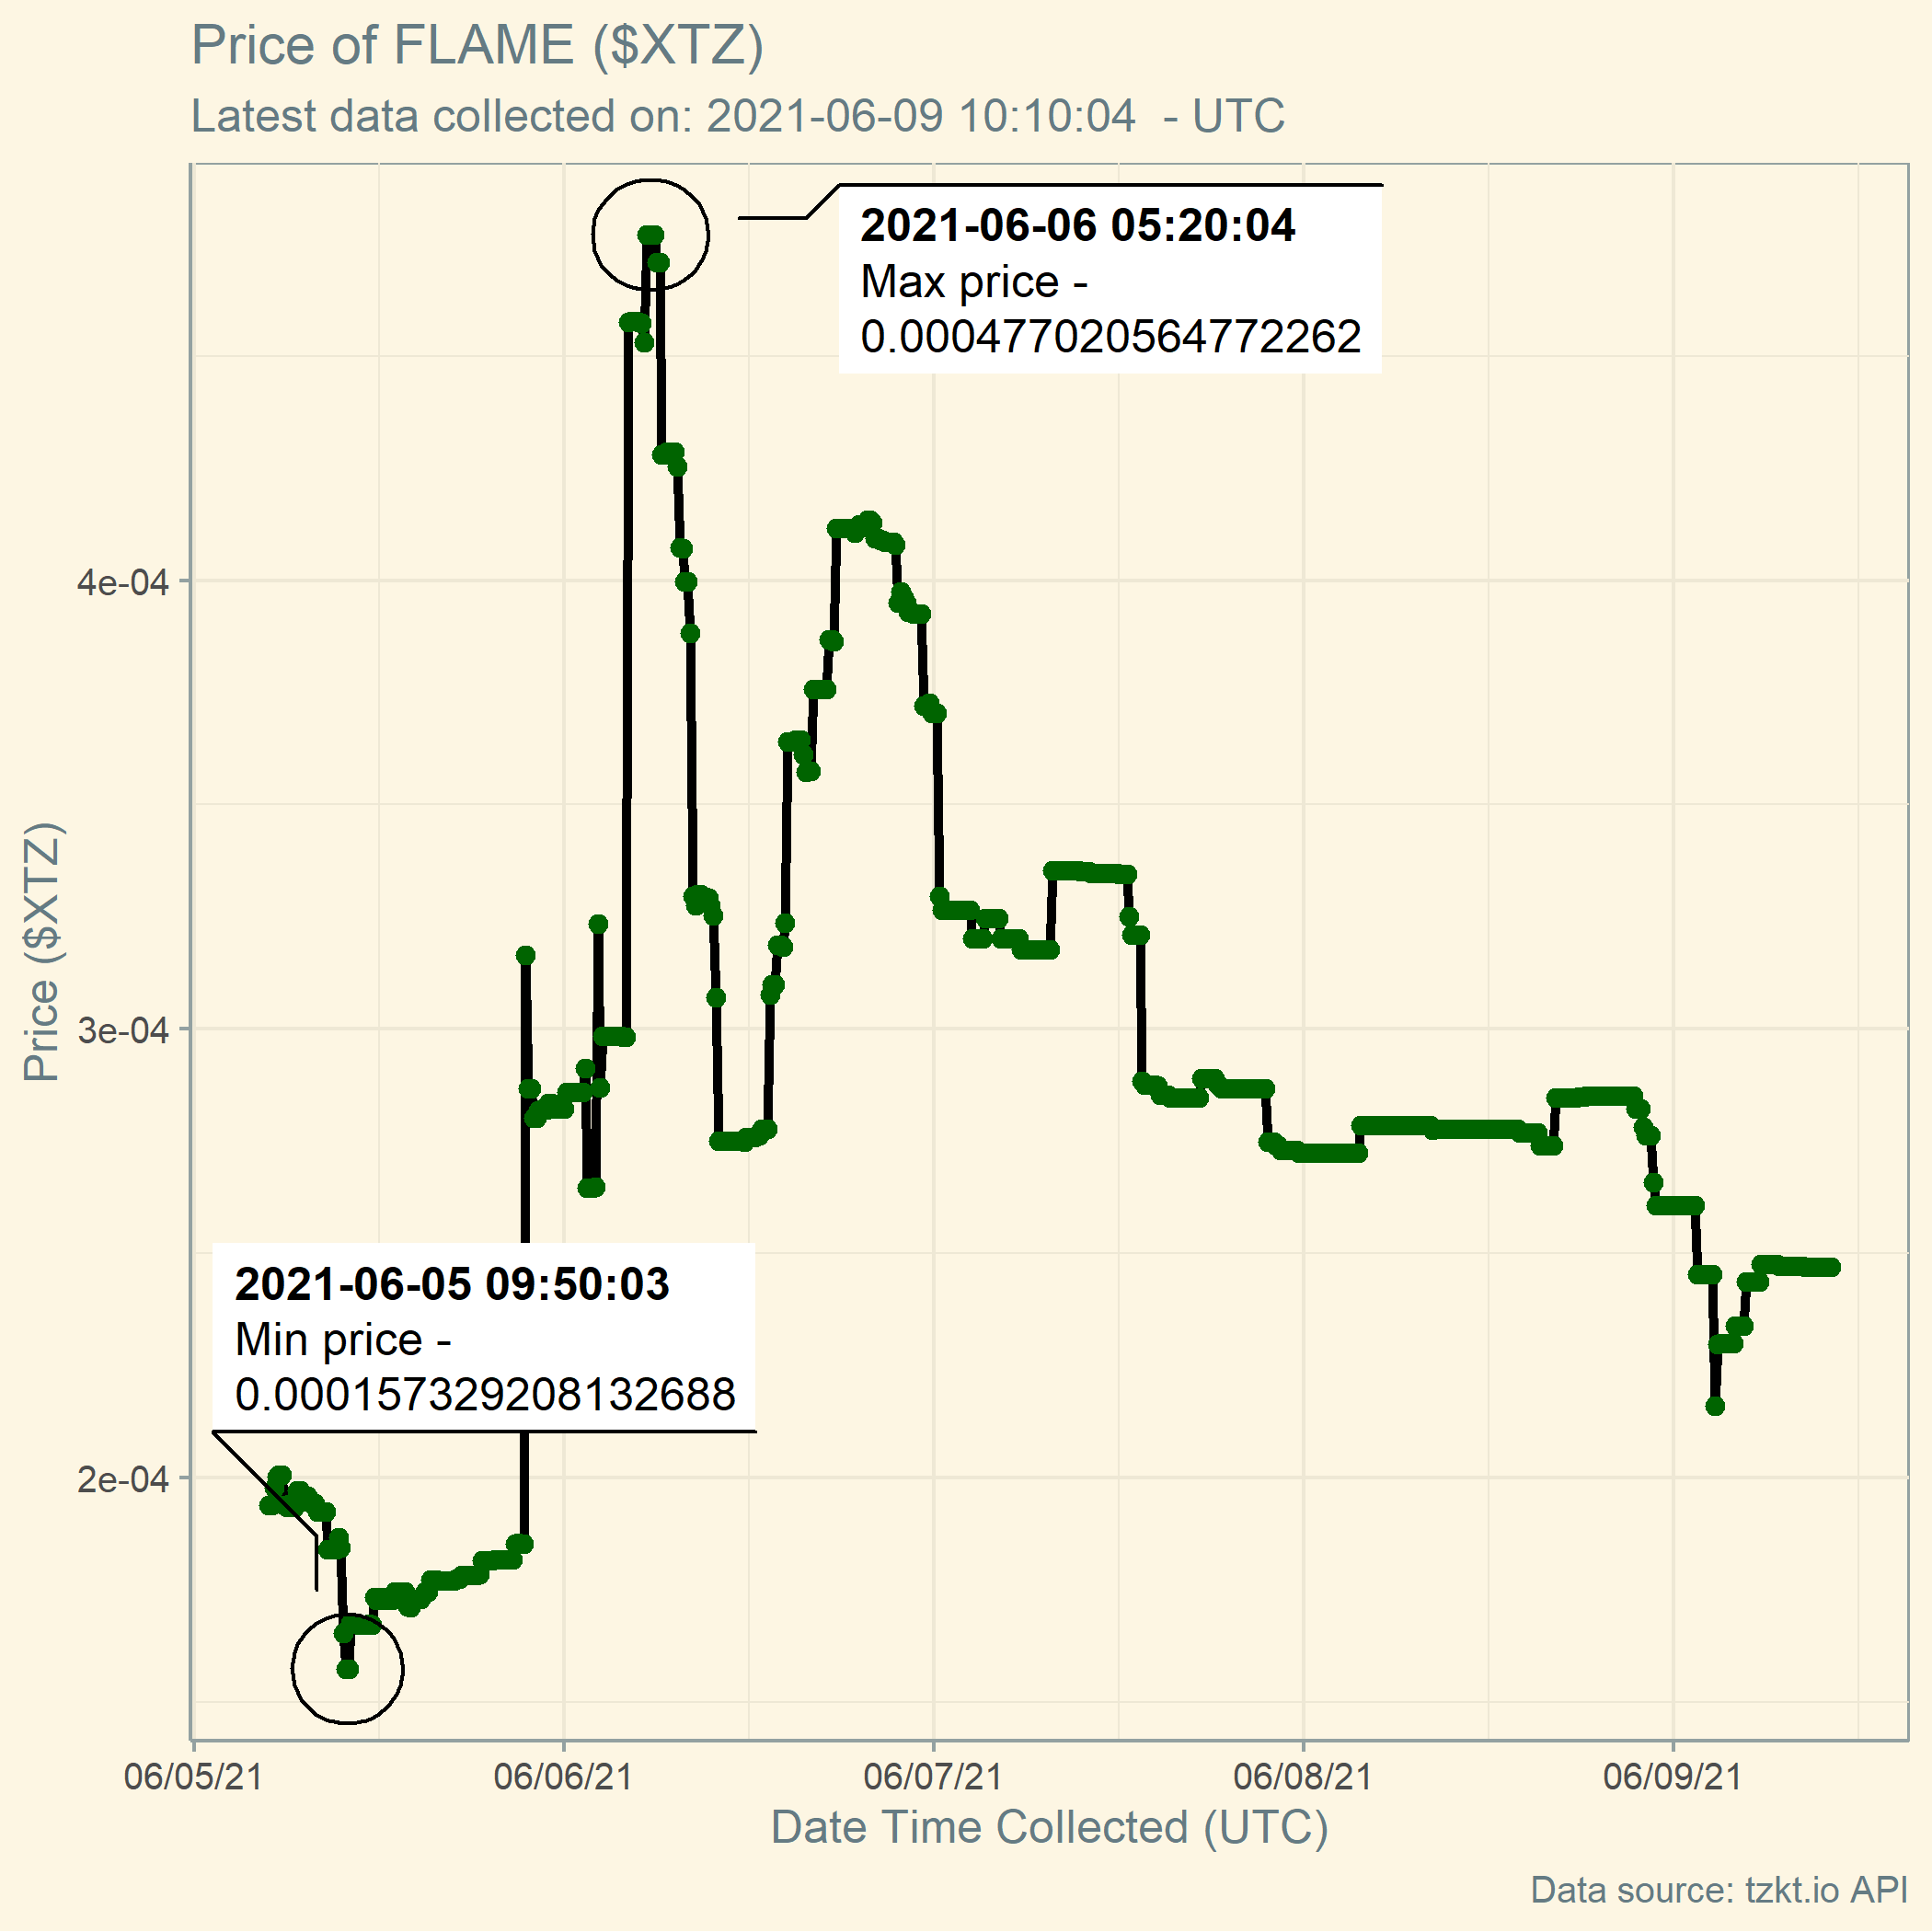 Price of FLAME ($XTZ)
Latest data collected on: 2021-06-09 10:10:04  - UTC
2021-06-06 05:20:04
Max price -
0.000477020564772262
4e-04
Price ($XTZ)
3e-04
2021-06-05 09:50:03
Min price -
0.000157329208132688
2e-04
06/05/21 06/06/21 06/07/21 06/08/21 06/09/21
Date Time Collected (UTC)
Data source: tzkt.io API